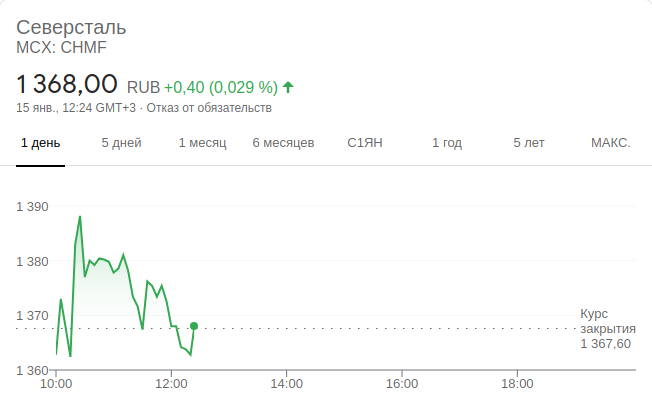 Северсталь
MCX: CHMF
1 368,00 RUB +0,40 (0,029 %)
15 янв., 12:24 GMT+3 · Отказ от обязательств
1 день 5 дней 1 месяц 6 месяцев С1ЯН 1 год 5 лет МАКС.
1 390
1 380
1 370
1 360
Курс
закрытия
1 367,60
10:00 12:00 14:00 16:00 18:00